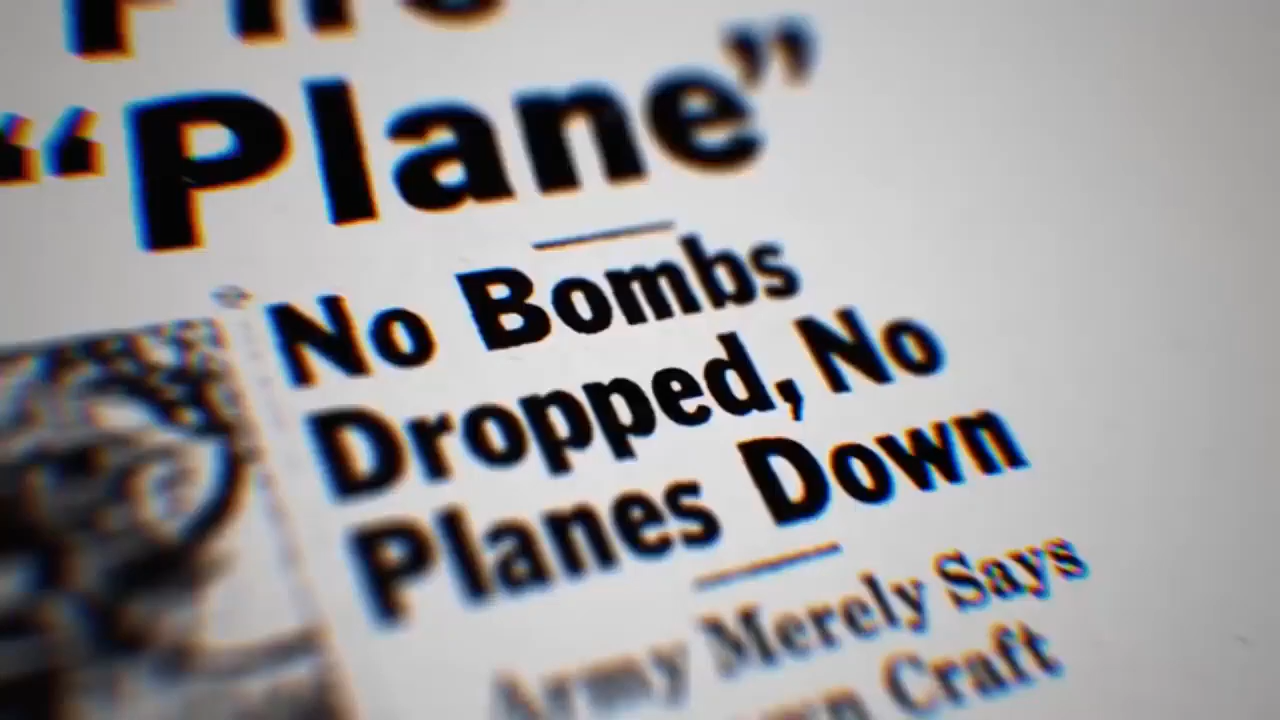 “Plane”
No Bombs
Dropped, No
Planes Down
Army Merely Says
Craft